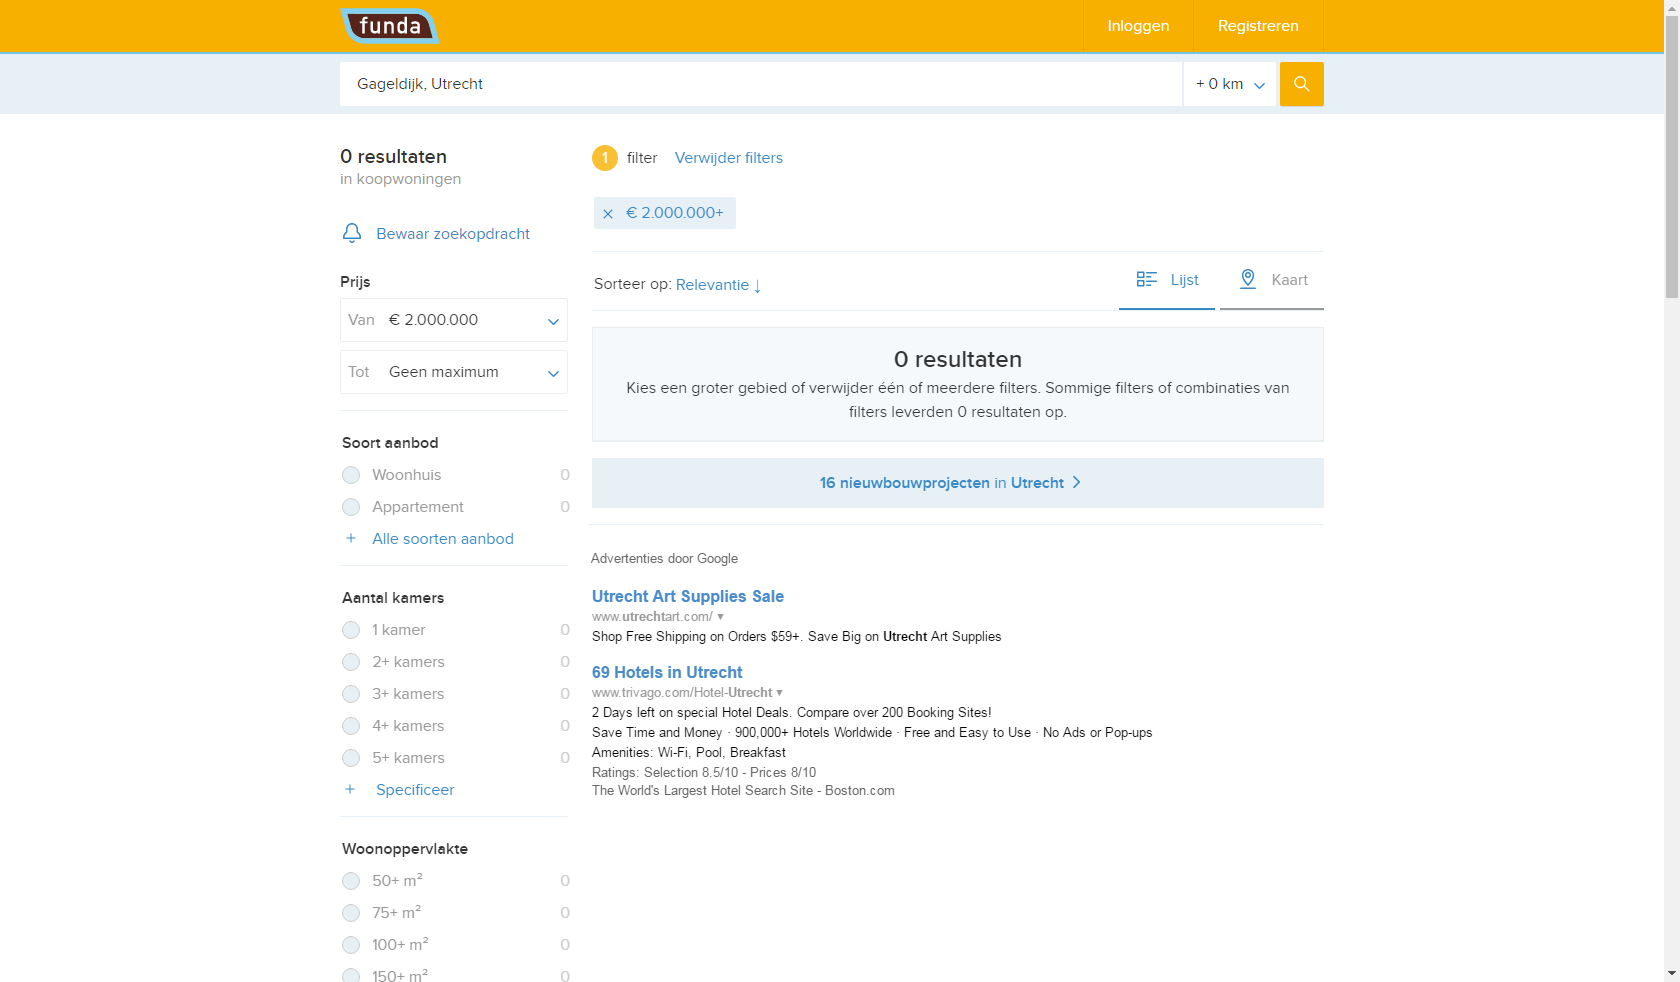 funda
Inloggen
Registreren
Gageldijk, Utrecht
+ 0 km
0 resultaten
in koopwoningen
Bewaar zoekopdracht
Prijs
Van € 2.000.000
Tot Geen maximum
Soort aanbod
Woonhuis 0
Appartement 0
+ Alle soorten aanbod
Aantal kamers
1 kamer 0
2+ kamers 0
3+ kamers 0
4+ kamers 0
5+ kamers 0
+ Specificeer
Woonoppervlakte
50+ m² 0
75+ m² 0
100+ m² 0
150+ m² 0
1 filter Verwijder filters
× € 2.000.000+
Sorteer op: Relevantie ↓
Lijst
Kaart
0 resultaten
Kies een groter gebied of verwijder één of meerdere filters. Sommige filters of combinaties van
filters leverden 0 resultaten op.
16 nieuwbouwprojecten in Utrecht >
Advertenties door Google
Utrecht Art Supplies Sale
www.utrechtart.com/ ▼
Shop Free Shipping on Orders $59+. Save Big on Utrecht Art Supplies
69 Hotels in Utrecht
www.trivago.com/Hotel-Utrecht ▼
2 Days left on special Hotel Deals. Compare over 200 Booking Sites!
Save Time and Money · 900,000+ Hotels Worldwide · Free and Easy to Use · No Ads or Pop-ups
Amenities: Wi-Fi, Pool, Breakfast
Ratings: Selection 8.5/10 - Prices 8/10
The World's Largest Hotel Search Site - Boston.com